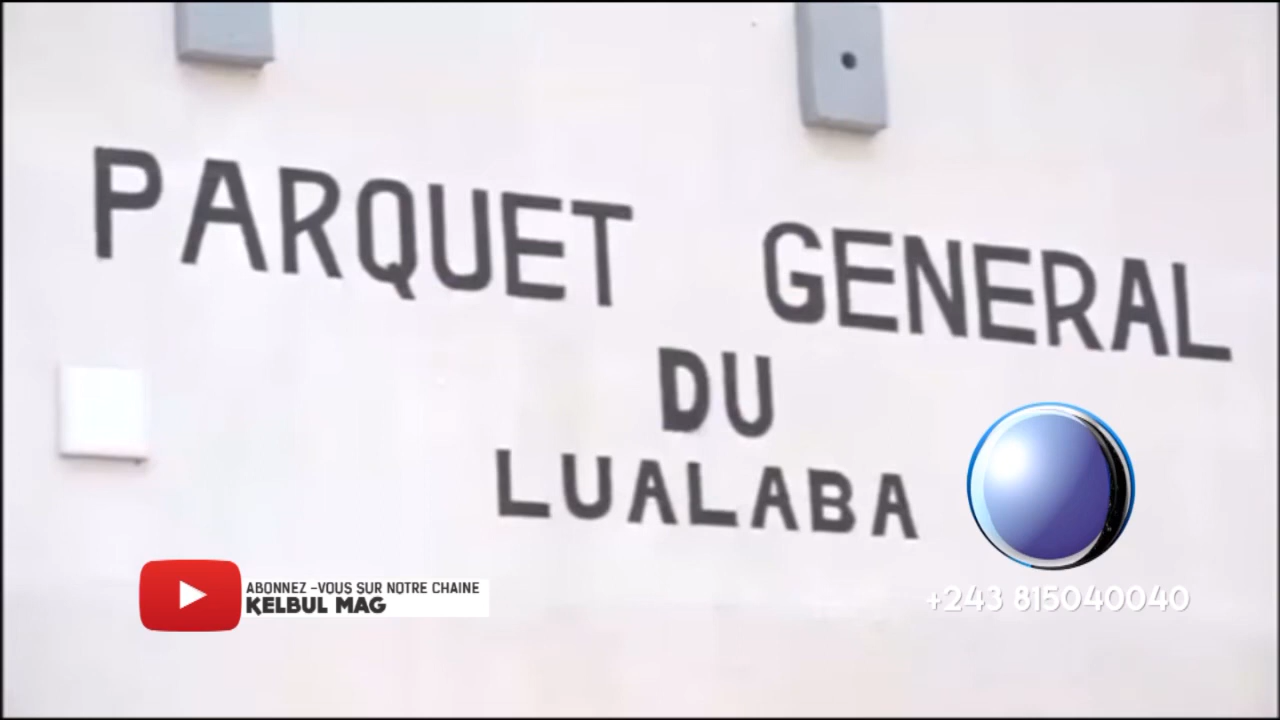 PARQUET GENERAL
DU
LUALABA
ABONNEZ -VOUS SUR NOTRE CHAINE
KELBUL MAG
+243 815040040